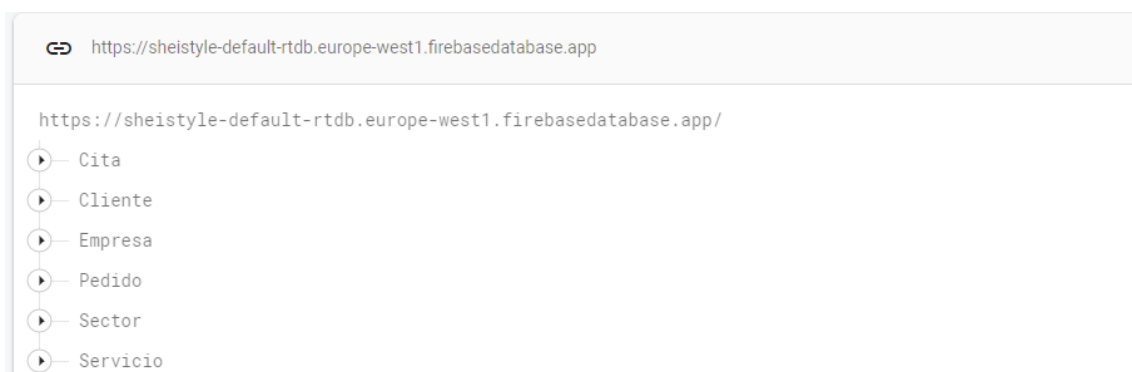 https://sheistyle-default-rtdb.europe-west1.firebasedatabase.app
https://sheistyle-default-rtdb.europe-west1.firebasedatabase.app/
Cita
Cliente
Empresa
Pedido
Sector
Servicio